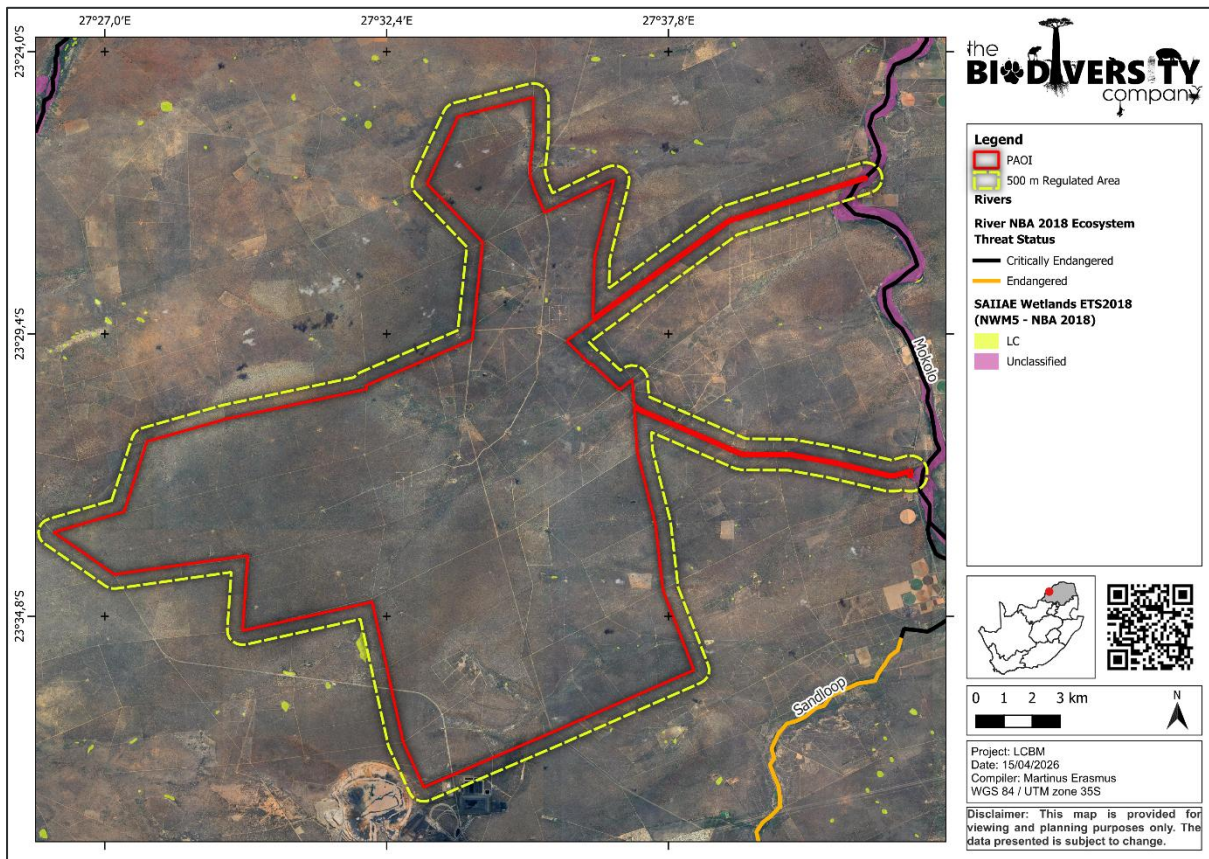 27°27,0'E
27°32,4'E
27°37,8'E
23°24,0'S
23°29,4'S
23°34,8'S
Mokolo
Sandloop
the
BIODIVERSITY
company
Legend
PAOI
500 m Regulated Area
Rivers
River NBA 2018 Ecosystem
Threat Status
Critically Endangered
Endangered
SAIIAE Wetlands ETS2018
(NWM5 - NBA 2018)
LC
Unclassified
0 1 2 3 km
N
Project: LCBM
Date: 15/04/2026
Compiler: Martinus Erasmus
WGS 84 / UTM zone 35S
Disclaimer: This map is provided for
viewing and planning purposes only. The
data presented is subject to change.